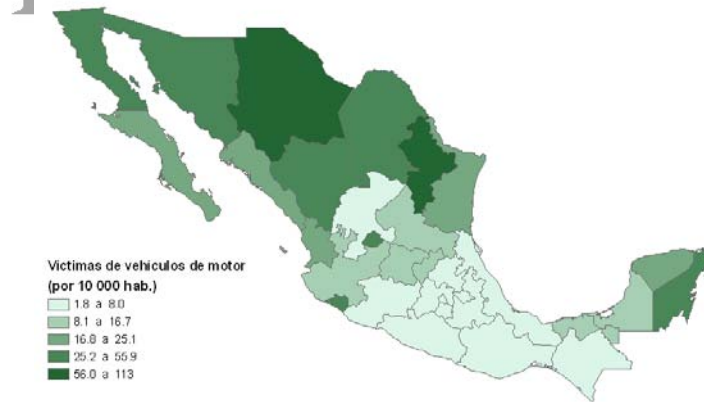 Victimas de vehiculos de motor
(por 10 000 hab.)
1.8 a 8.0
8.1 a 16.7
16.8 a 25.1
25.2 a 55.9
56.0 a 113